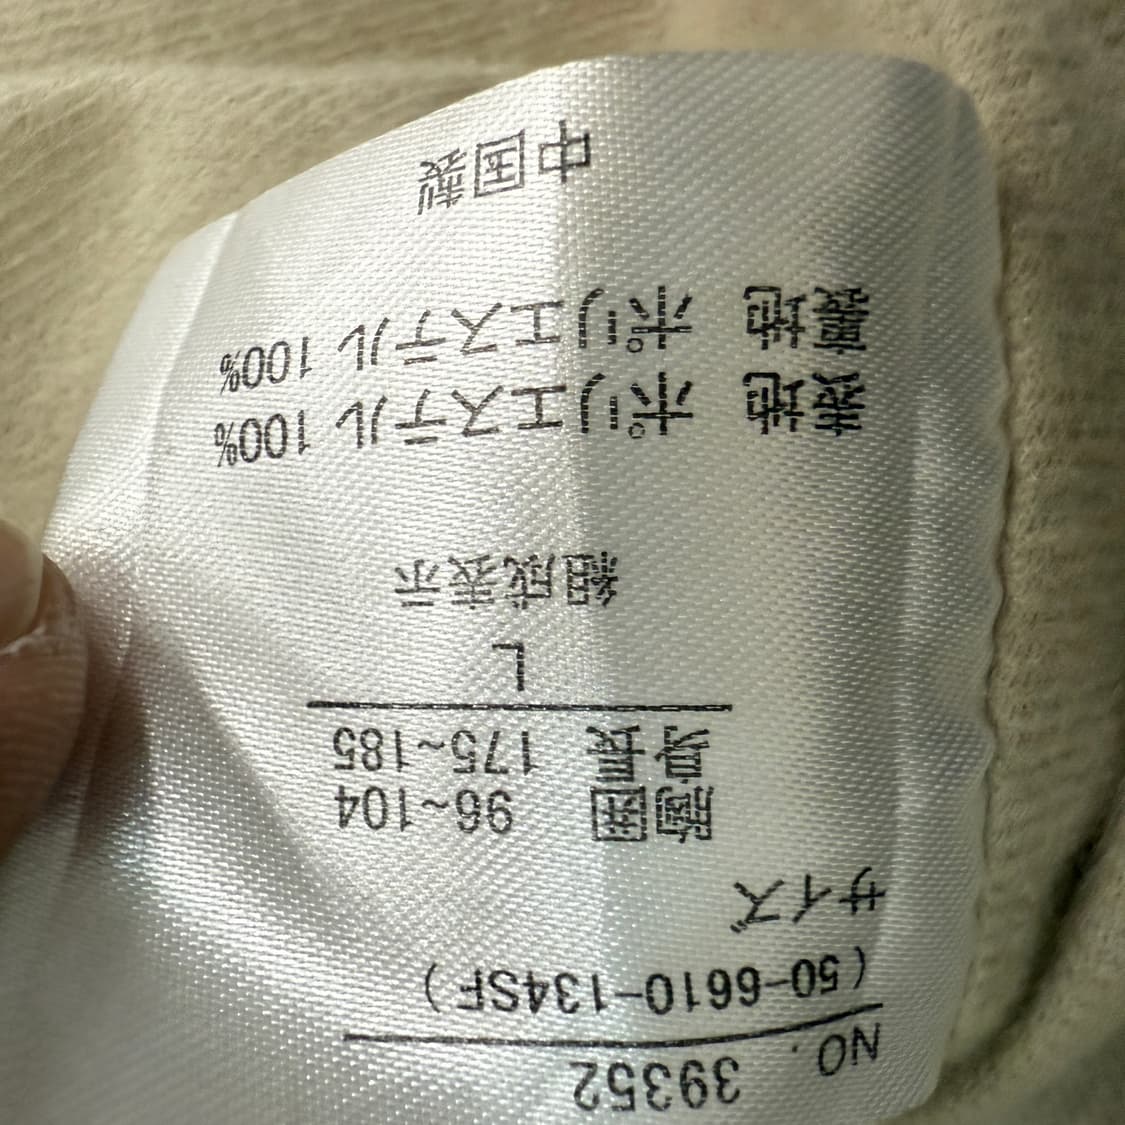 NO. 39352
(50-6610-134SF)
サイズ
胸囲 96~104
身長 175~185
L
組成表示
表地 ポリエステル 100%
裏地 ポリエステル 100%
中国製